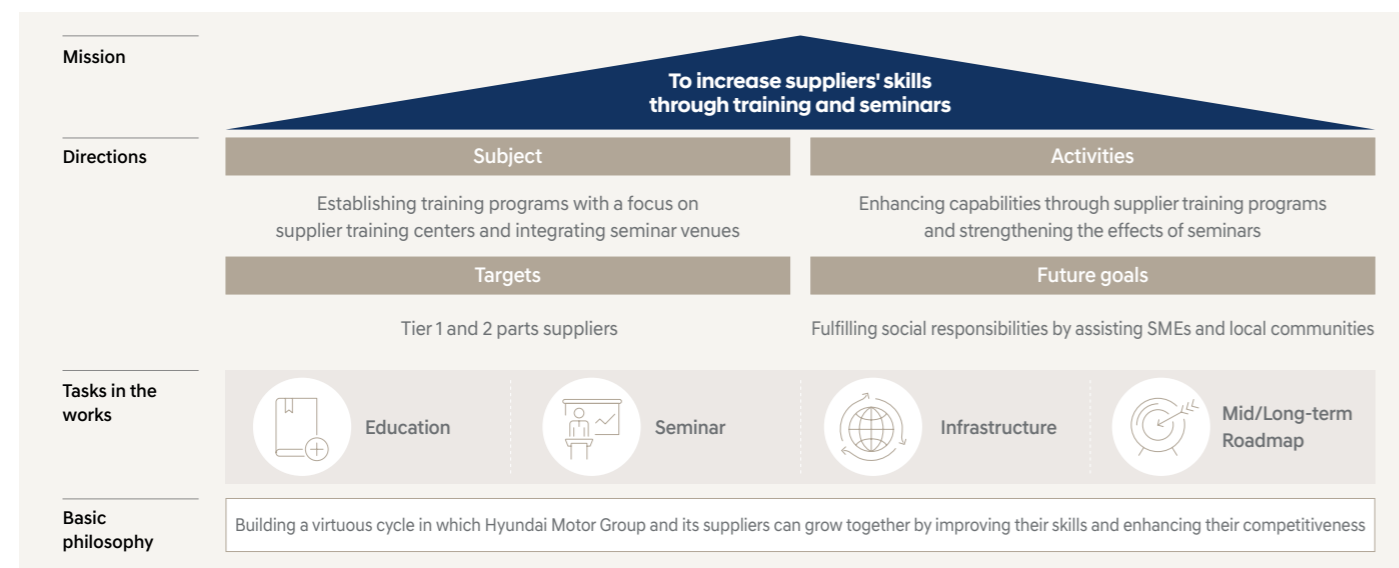 Mission
To increase suppliers' skills
through training and seminars
Directions
Subject
Establishing training programs with a focus on
supplier training centers and integrating seminar venues
Activities
Enhancing capabilities through supplier training programs
and strengthening the effects of seminars
Targets
Tier 1 and 2 parts suppliers
Future goals
Fulfilling social responsibilities by assisting SMEs and local communities
Tasks in the
works
Education
Seminar
Infrastructure
Mid/Long-term
Roadmap
Basic
philosophy
Building a virtuous cycle in which Hyundai Motor Group and its suppliers can grow together by improving their skills and enhancing their competitiveness